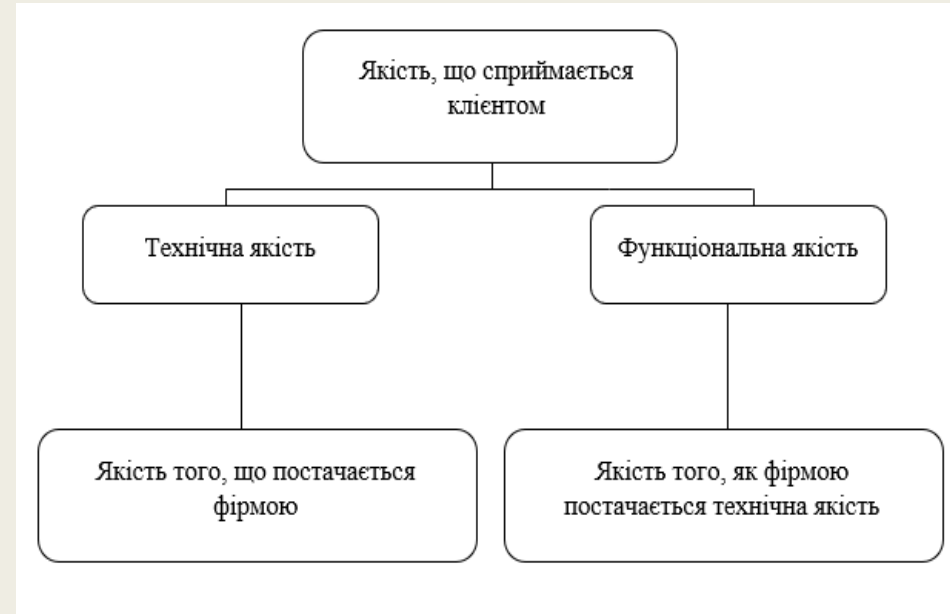 Якість, що сприймається
клієнтом
Технічна якість
Функціональна якість
Якість того, що постачається
фірмою
Якість того, як фірмою
постачається технічна якість